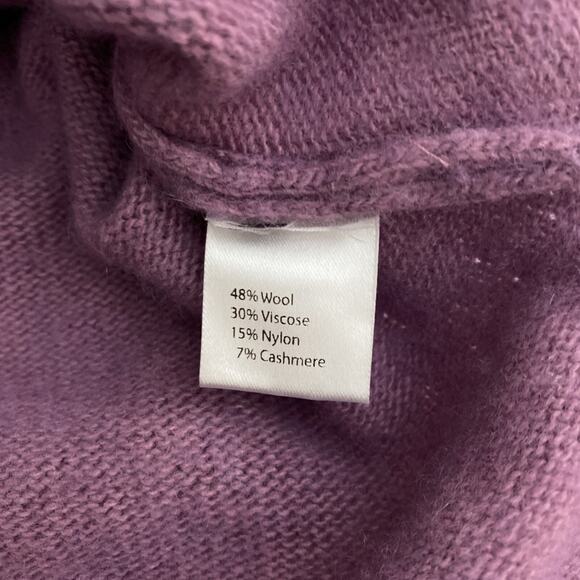 48% Wool
30% Viscose
15% Nylon
7% Cashmere